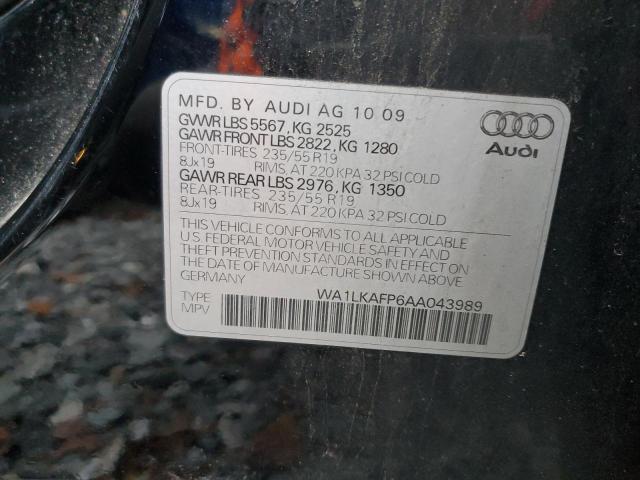 MFD. BY AUDI AG 10 09
GVWR LBS 5567, KG 2525
GAWR FRONT LBS 2822, KG 1280
FRONT-TIRES 235/55 R19
8Jx19 RIMS, AT 220 KPA 32 PSI COLD
GAWR REAR LBS 2976, KG 1350
REAR-TIRES 235/55 R19
8Jx19 RIMS, AT 220 KPA 32 PSI COLD
THIS VEHICLE CONFORMS TO ALL APPLICABLE
U.S. FEDERAL MOTOR VEHICLE SAFETY AND
THEFT PREVENTION STANDARDS IN EFFECT ON
THE DATE OF MANUFACTURE SHOWN ABOVE
GERMANY
WA1LKAFP6AA043989
TYPE
MPV
Audi